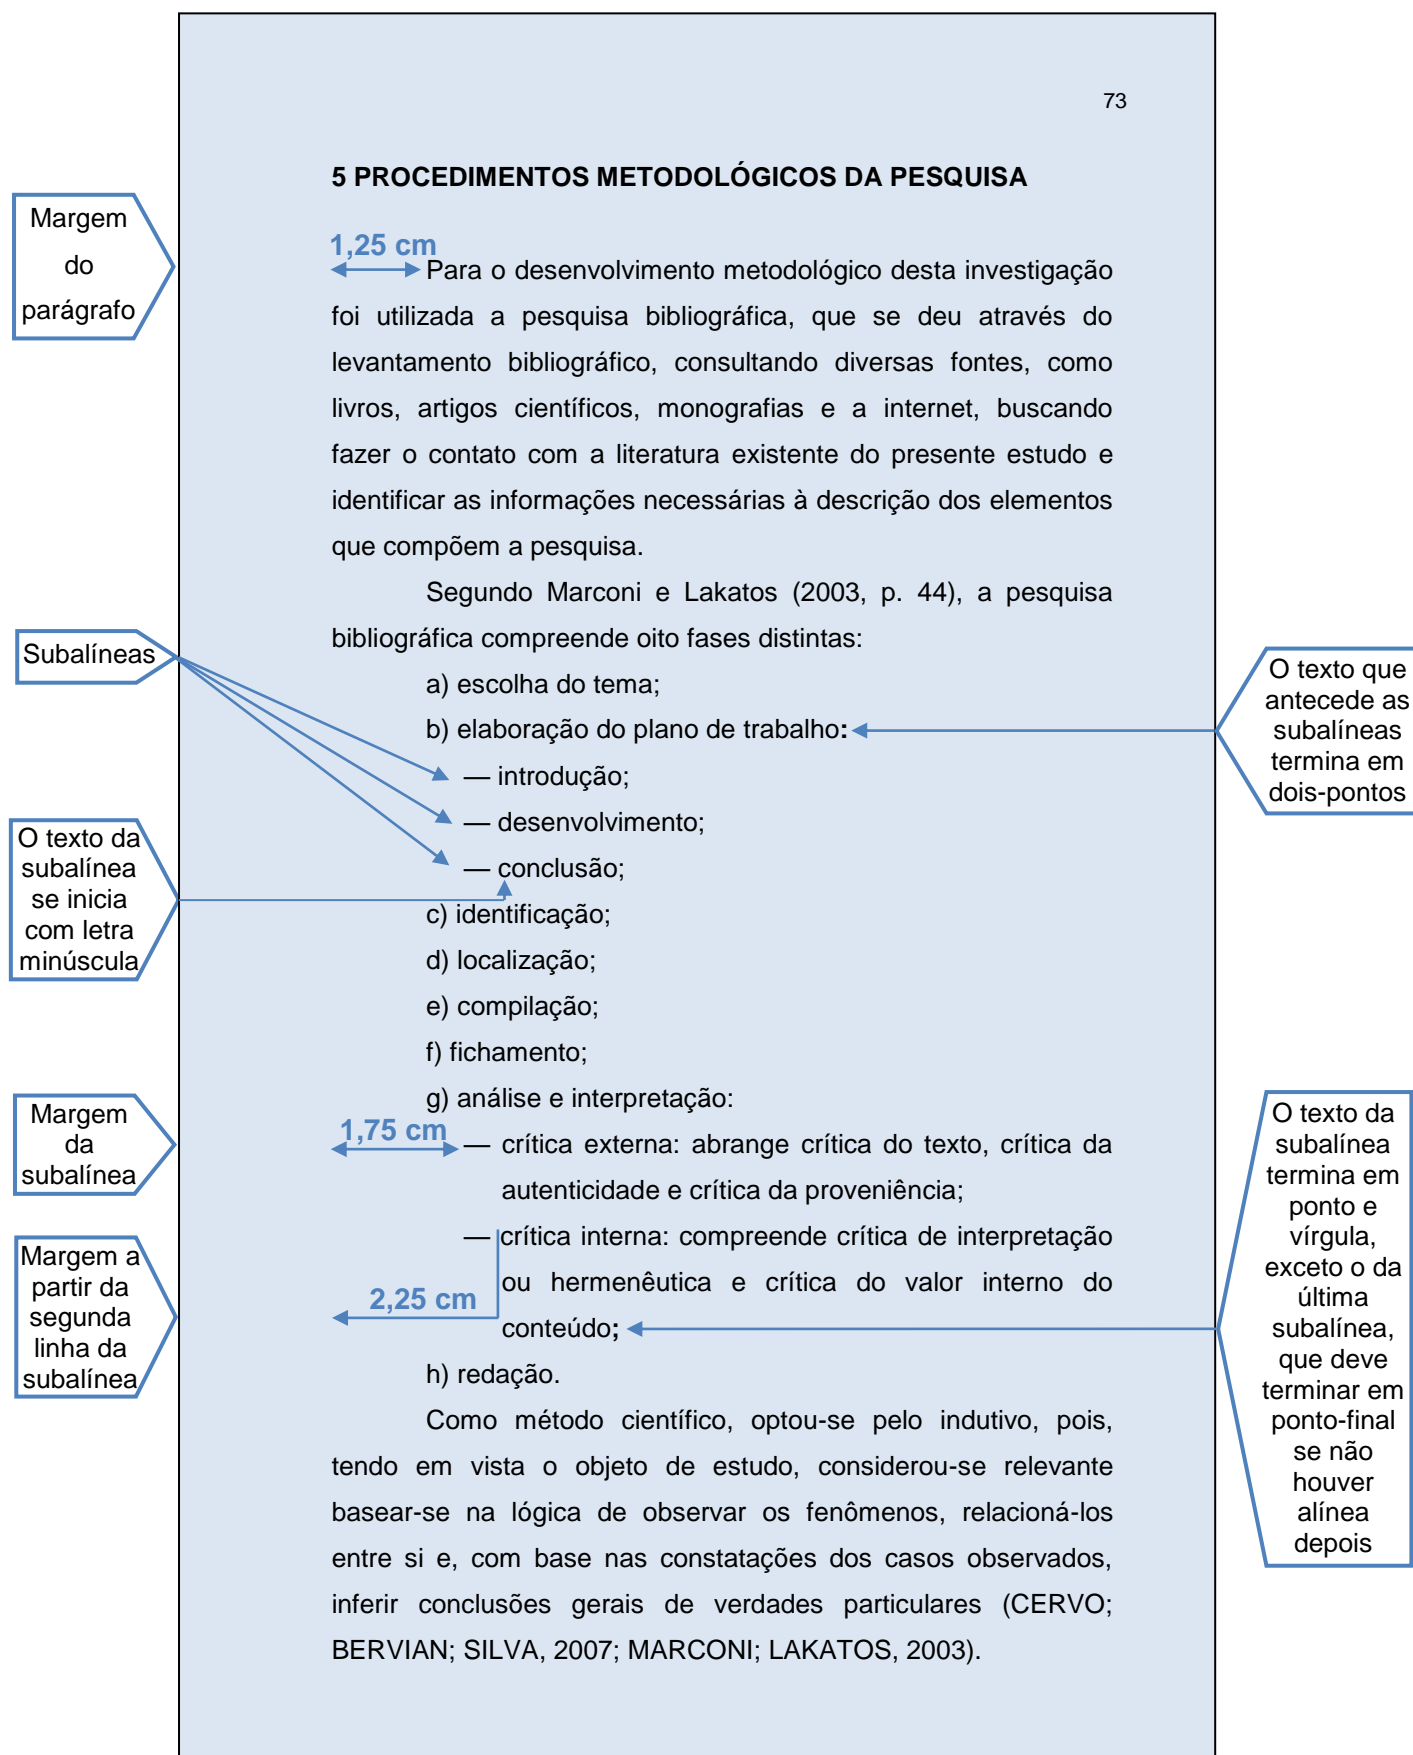 73
5 PROCEDIMENTOS METODOLÓGICOS DA PESQUISA
Margem
do
parágrafo
1,25 cm
Para o desenvolvimento metodológico desta investigação
foi utilizada a pesquisa bibliográfica, que se deu através do
levantamento bibliográfico, consultando diversas fontes, como
livros, artigos científicos, monografias e a internet, buscando
fazer o contato com a literatura existente do presente estudo e
identificar as informações necessárias à descrição dos elementos
que compõem a pesquisa.
Segundo Marconi e Lakatos (2003, p. 44), a pesquisa
bibliográfica compreende oito fases distintas:
Subalíneas
a) escolha do tema;
b) elaboração do plano de trabalho:
O texto que
antecede as
subalíneas
termina em
dois-pontos
— introdução;
— desenvolvimento;
— conclusão;
O texto da
subalínea
se inicia
com letra
minúscula
c) identificação;
d) localização;
e) compilação;
f) fichamento;
g) análise e interpretação:
Margem
da
subalínea
1,75 cm
— crítica externa: abrange crítica do texto, crítica da
autenticidade e crítica da proveniência;
— crítica interna: compreende crítica de interpretação
ou hermenêutica e crítica do valor interno do
conteúdo;
Margem a
partir da
segunda
linha da
subalínea
2,25 cm
O texto da
subalínea
termina em
ponto e
vírgula,
exceto o da
última
subalínea,
que deve
terminar em
ponto-final
se não
houver
alínea
depois
h) redação.
Como método científico, optou-se pelo indutivo, pois,
tendo em vista o objeto de estudo, considerou-se relevante
basear-se na lógica de observar os fenômenos, relacioná-los
entre si e, com base nas constatações dos casos observados,
inferir conclusões gerais de verdades particulares (CERVO;
BERVIAN; SILVA, 2007; MARCONI; LAKATOS, 2003).